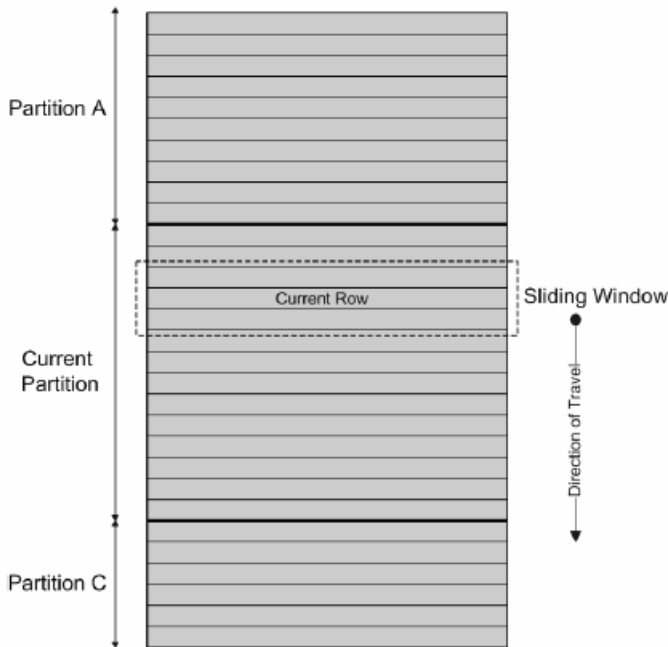 Partition A
Current Row
Sliding Window
Current
Partition
Direction of Travel
Partition C